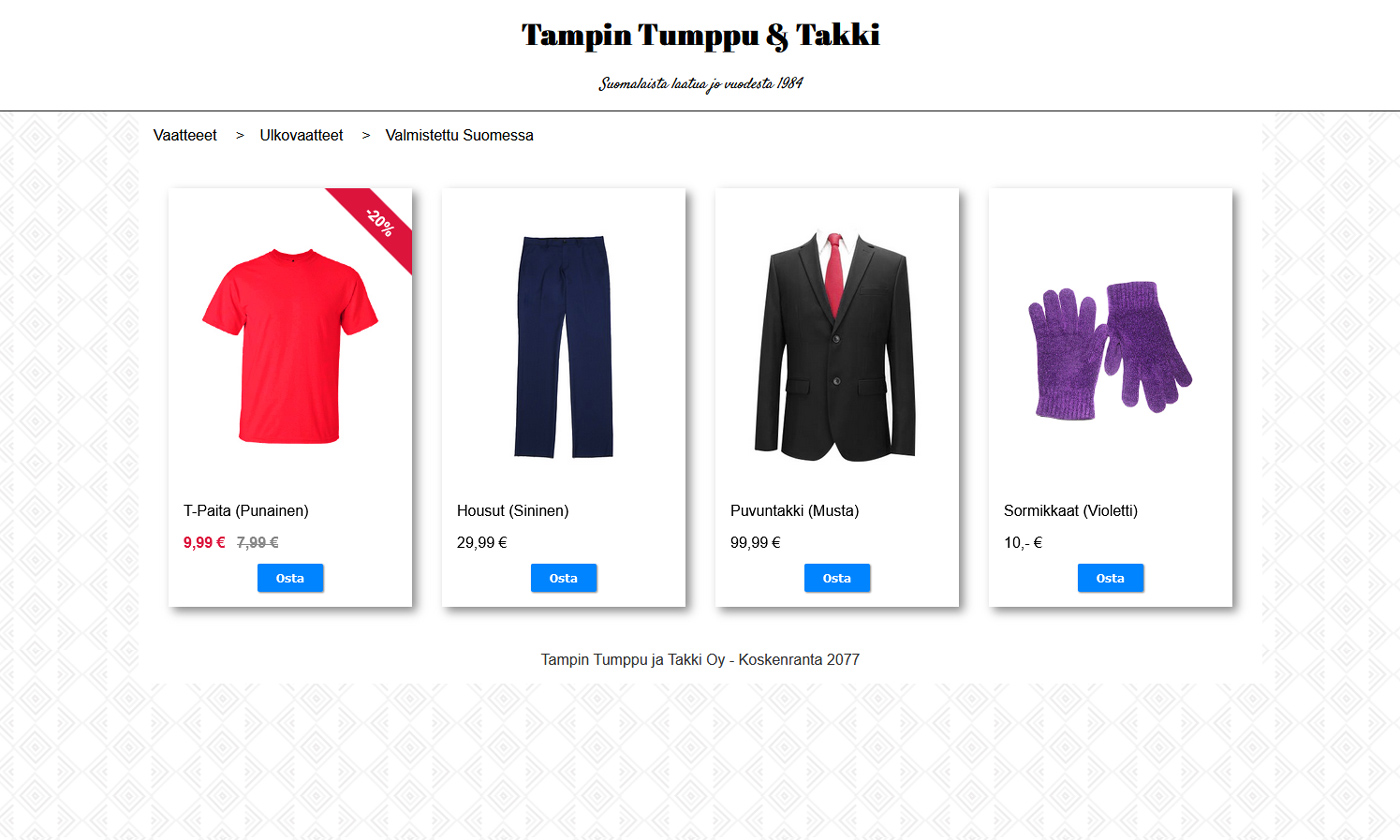 Tampin Tumppu & Takki
Suomalaista laatua jo vuodesta 1984
Vaatteeet > Ulkovaatteet > Valmistettu Suomessa
-20%
T-Paita (Punainen)
9,99 € 7,99 €
Osta
Housut (Sininen)
29,99 €
Osta
Puvuntakki (Musta)
99,99 €
Osta
Sormikkaat (Violetti)
10,- €
Osta
Tampin Tumppu ja Takki Oy - Koskenranta 2077